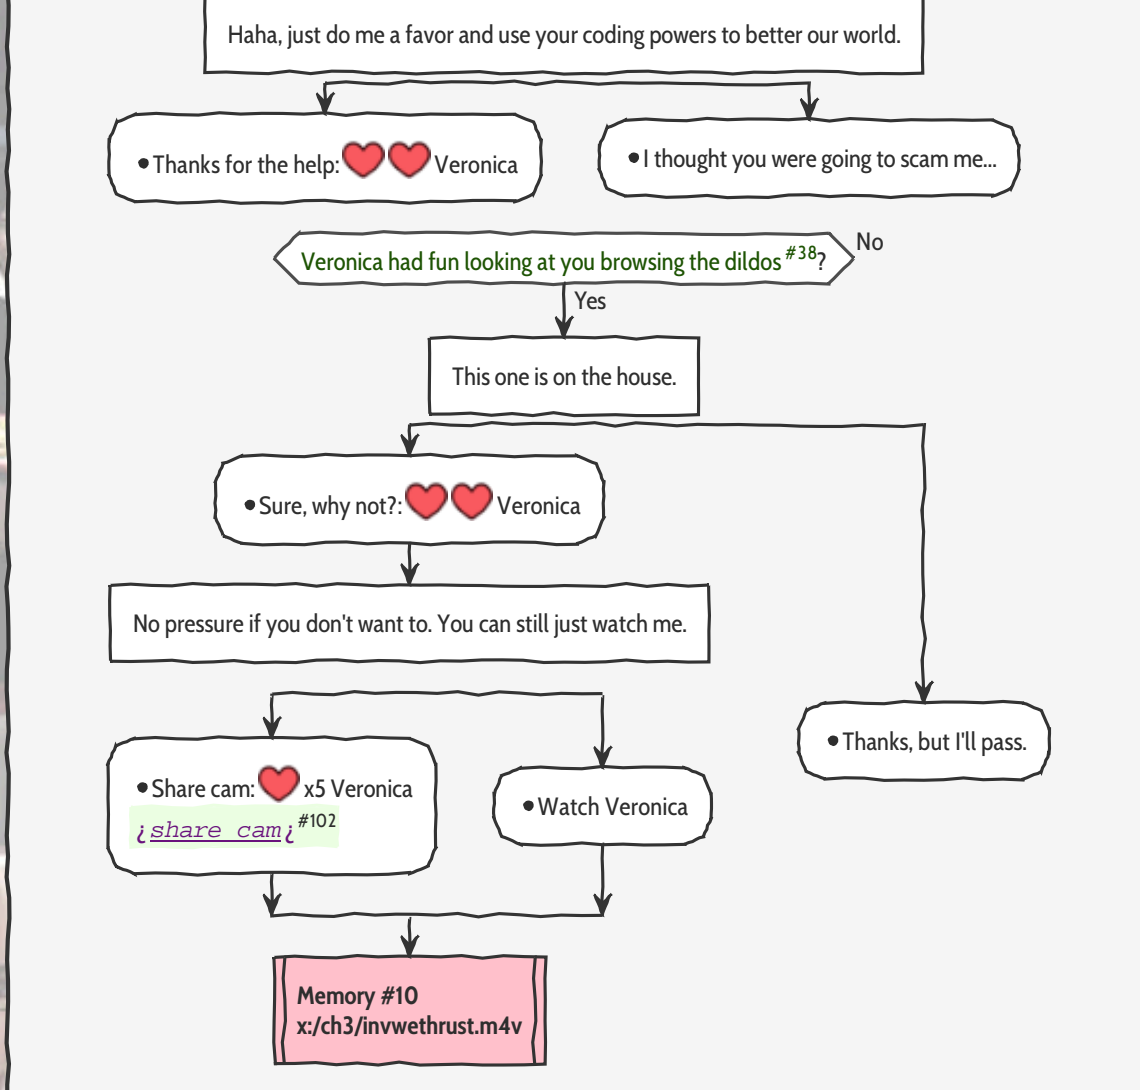 Haha, just do me a favor and use your coding powers to better our world.
•Thanks for the help: Veronica
•I thought you were going to scam me...
Veronica had fun looking at you browsing the dildos #38?
No
Yes
This one is on the house.
•Sure, why not?: Veronica
No pressure if you don't want to. You can still just watch me.
•Share cam: x5 Veronica
¿share cam¿#102
•Watch Veronica
•Thanks, but I'll pass.
Memory #10
x:/ch3/invwethrust.m4v